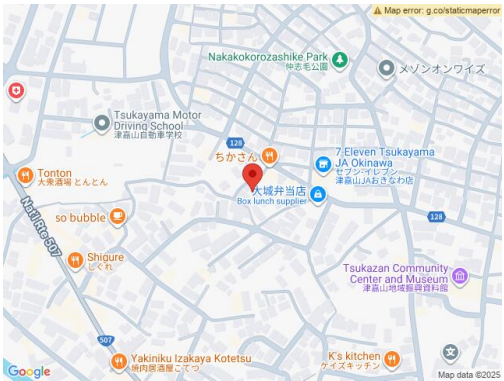 Map error: g.co/staticmaperror
Nakakokorozashike Park
仲志毛公園
メゾンオンワイズ
Tsukayama Motor
Driving School
津嘉山自動車学校
128
ちかさん
7-Eleven Tsukayama
JA Okinawa
セブン-イレブン
津嘉山JAおきなわ店
Tonton
大衆酒場 とんとん
大城弁当店
Box lunch supplier
so bubble
128
Nat'l Rte 507
Shigure
しぐれ
Tsukazan Community
Center and Museum
津嘉山地域振興資料館
507
Yakiniku Izakaya Kotetsu
焼肉居酒屋こてつ
K's kitchen
ケイズキッチン
Google
Map data ©2025